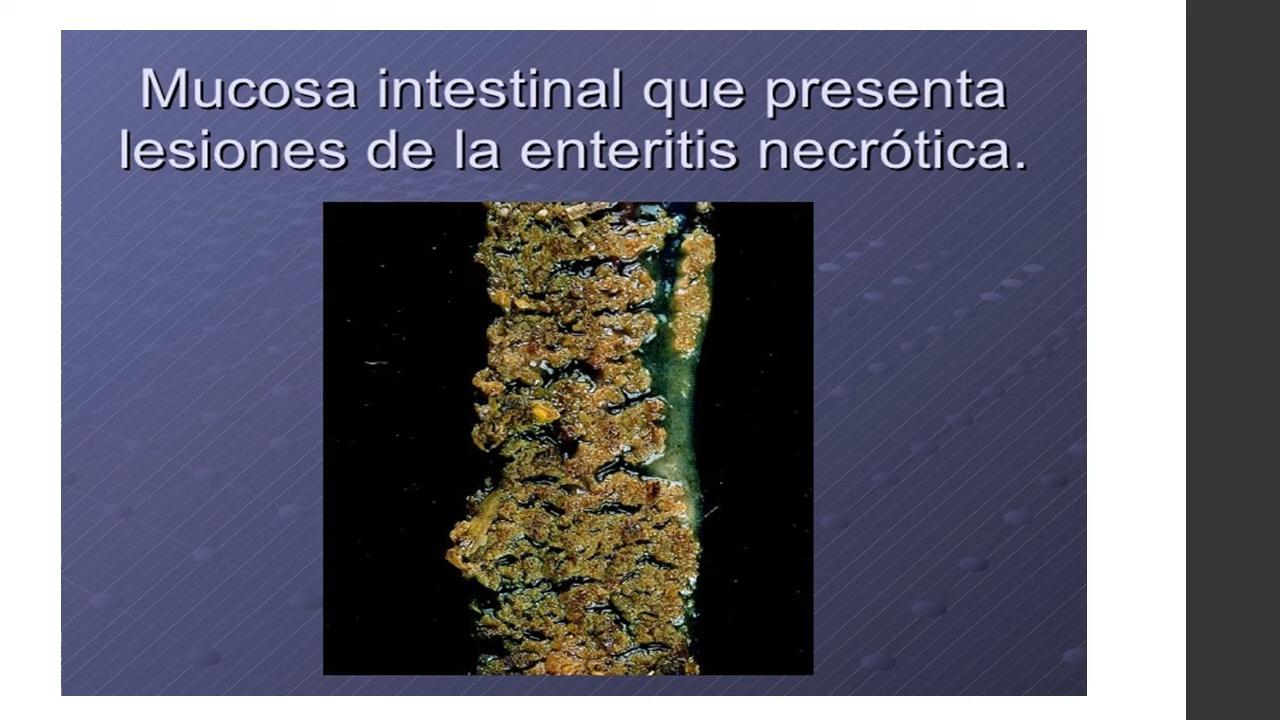 Mucosa intestinal que presenta
lesiones de la enteritis necrótica.